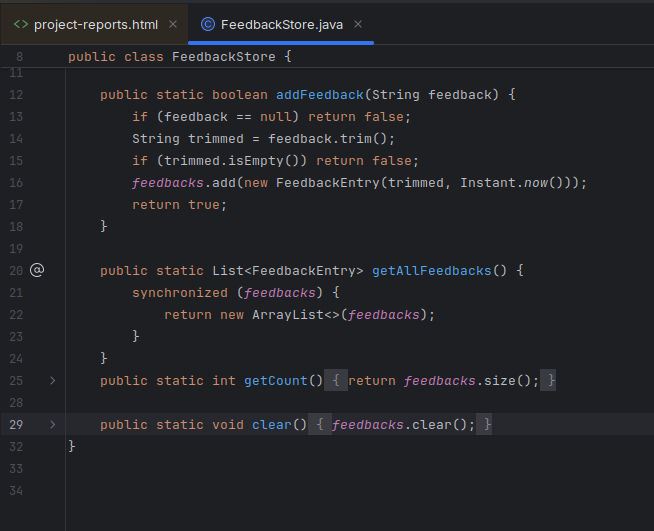 <> project-reports.html ×
© FeedbackStore.java ×
8 public class FeedbackStore {
11
12 public static boolean addFeedback(String feedback) {
13 if (feedback == null) return false;
14 String trimmed = feedback.trim();
15 if (trimmed.isEmpty()) return false;
16 feedbacks.add(new FeedbackEntry(trimmed, Instant.now()));
17 return true;
18 }
19
20 @ public static List<FeedbackEntry> getAllFeedbacks() {
21 synchronized (feedbacks) {
22 return new ArrayList<>(feedbacks);
23 }
24 }
25 > public static int getCount() { return feedbacks.size(); }
28
29 > public static void clear() { feedbacks.clear(); }
32 }
33
34